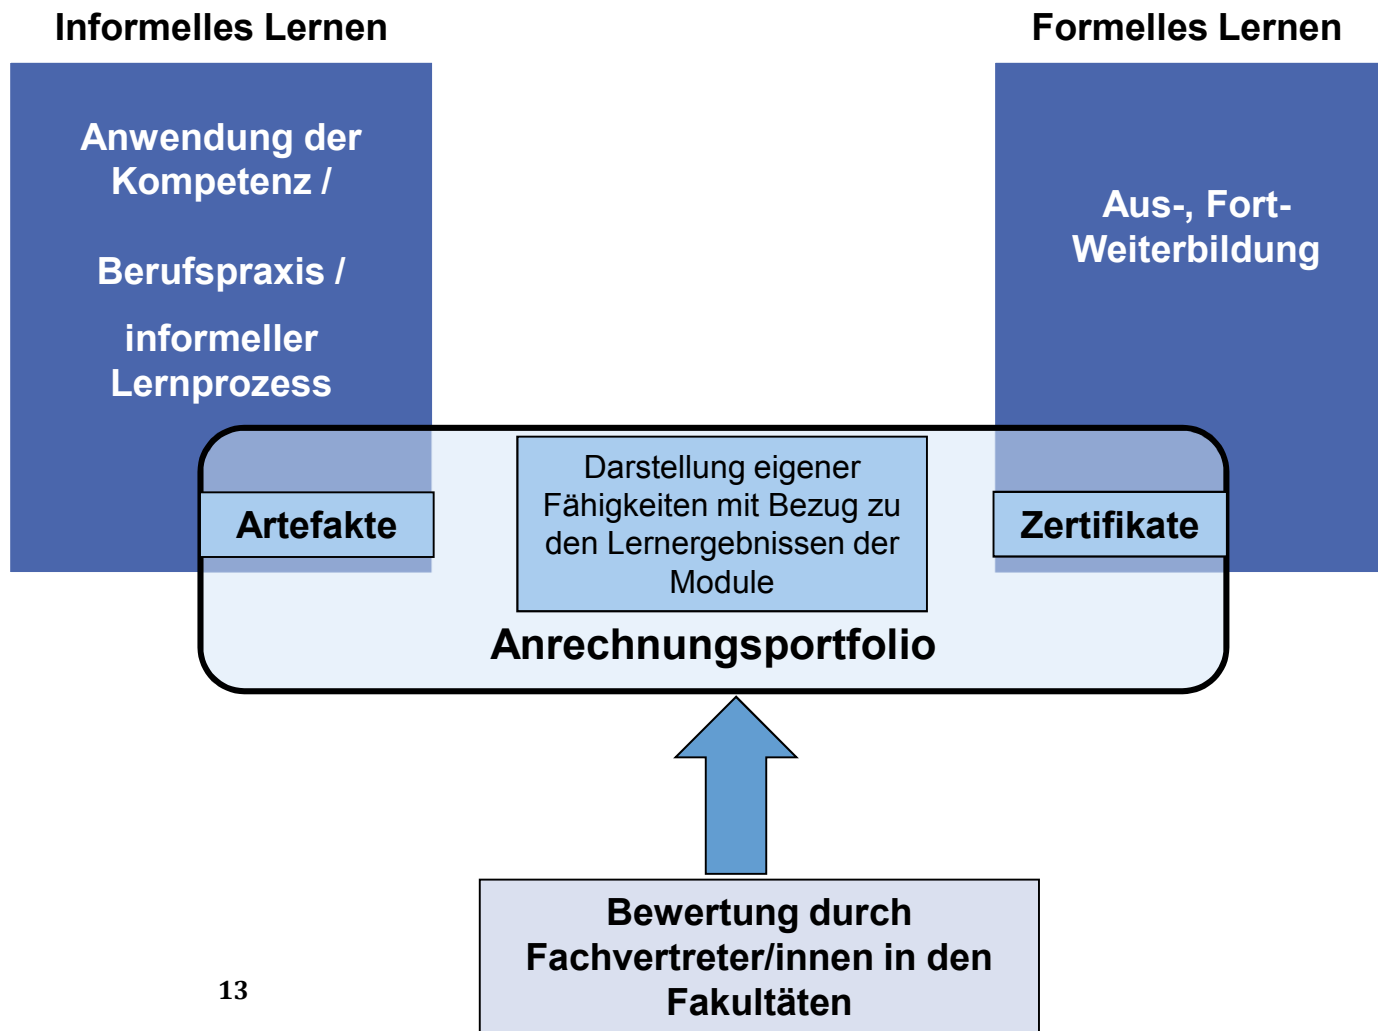 Informelles Lernen
Formelles Lernen
Anwendung der
Kompetenz /
Berufspraxis /
informeller
Lernprozess
Aus-, Fort-
Weiterbildung
Artefakte
Darstellung eigener
Fähigkeiten mit Bezug zu
den Lernergebnissen der
Module
Zertifikate
Anrechnungsportfolio
Bewertung durch
Fachvertreter/innen in den
Fakultäten
13